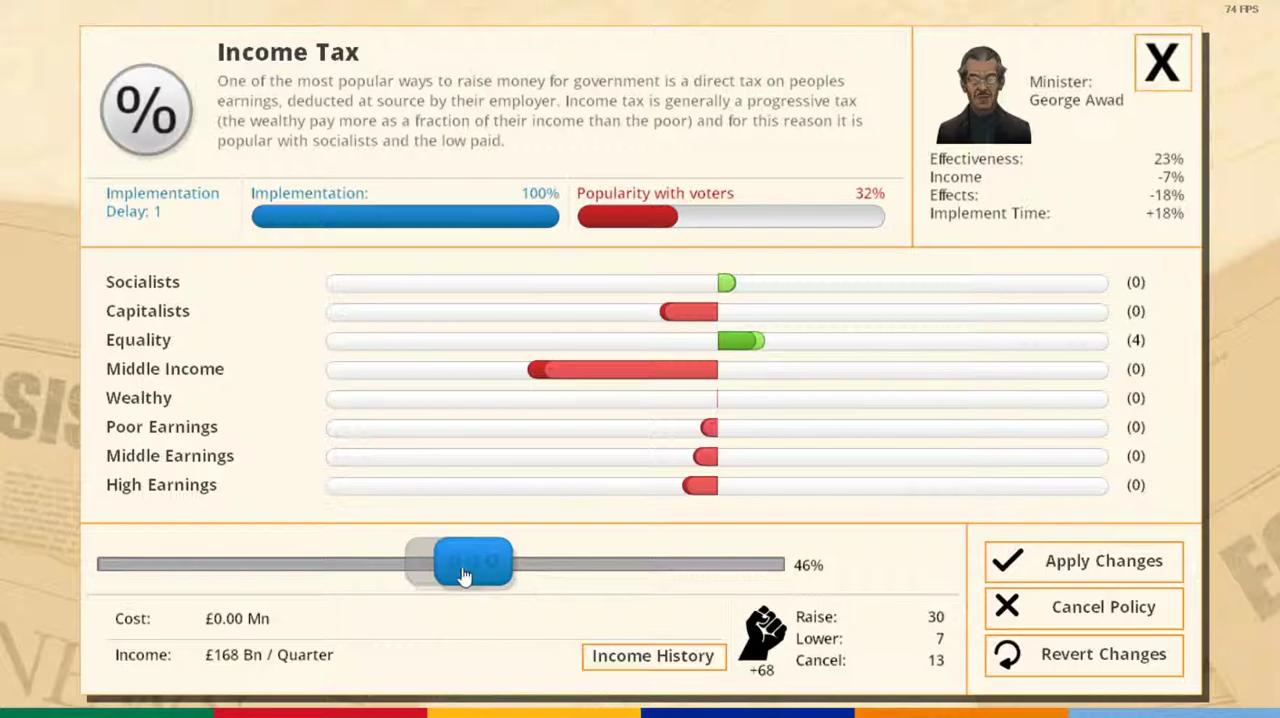 74 FPS
Income Tax
One of the most popular ways to raise money for government is a direct tax on peoples
earnings, deducted at source by their employer. Income tax is generally a progressive tax
(the wealthy pay more as a fraction of their income than the poor) and for this reason it is
popular with socialists and the low paid.
X
Minister:
George Awad
%
Effectiveness: 23%
Income -7%
Effects: -18%
Implement Time: +18%
Implementation
Delay: 1
Implementation: 100%
Popularity with voters 32%
Socialists (0)
Capitalists (0)
Equality (4)
Middle Income (0)
Wealthy (0)
Poor Earnings (0)
Middle Earnings (0)
High Earnings (0)
46%
Cost: £0.00 Mn
Income: £168 Bn / Quarter
Income History
+68
Raise: 30
Lower: 7
Cancel: 13
Apply Changes
Cancel Policy
Revert Changes